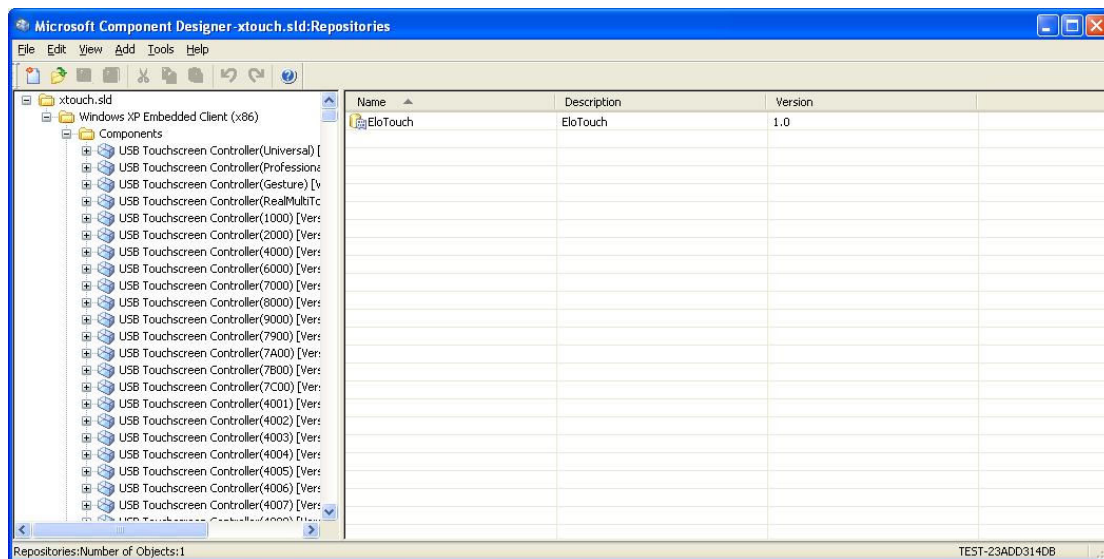 Microsoft Component Designer-xtouch.sld:Repositories
File Edit View Add Tools Help
xtouch.sld
Windows XP Embedded Client (x86)
Components
USB Touchscreen Controller(Universal) [
USB Touchscreen Controller(Professiona
USB Touchscreen Controller(Gesture) [V
USB Touchscreen Controller(RealMultiTo
USB Touchscreen Controller(1000) [Vers
USB Touchscreen Controller(2000) [Vers
USB Touchscreen Controller(4000) [Vers
USB Touchscreen Controller(6000) [Vers
USB Touchscreen Controller(7000) [Vers
USB Touchscreen Controller(8000) [Vers
USB Touchscreen Controller(9000) [Vers
USB Touchscreen Controller(7900) [Vers
USB Touchscreen Controller(7A00) [Vers
USB Touchscreen Controller(7B00) [Vers
USB Touchscreen Controller(7C00) [Vers
USB Touchscreen Controller(4001) [Vers
USB Touchscreen Controller(4002) [Vers
USB Touchscreen Controller(4003) [Vers
USB Touchscreen Controller(4004) [Vers
USB Touchscreen Controller(4005) [Vers
USB Touchscreen Controller(4006) [Vers
USB Touchscreen Controller(4007) [Vers
Name Description Version
EloTouch EloTouch 1.0
Repositories:Number of Objects:1 TEST-23ADD314DB